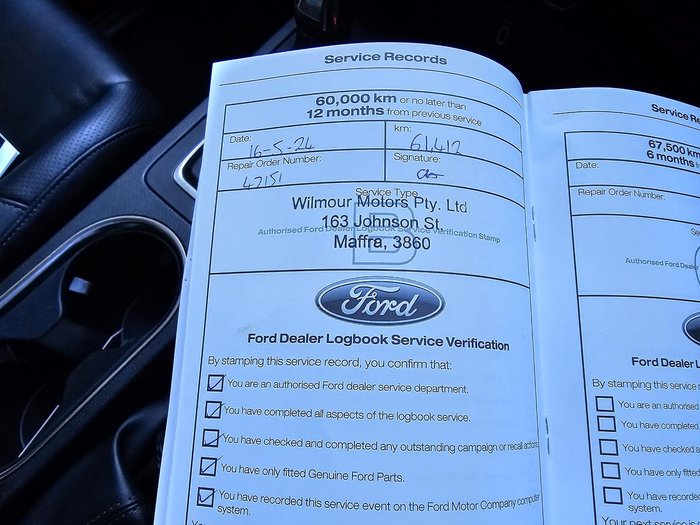 Service Records
60,000 km or no later than
12 months from previous service
Date: 16-5-24
km: 61,412
Repair Order Number: 47151
Signature:
Service Type
B
Wilmour Motors Pty. Ltd
163 Johnson St,
Authorised Ford Dealer Logbook Service Verification Stamp
Maffra, 3860
Ford
Ford Dealer Logbook Service Verification
By stamping this service record, you confirm that:
You are an authorised Ford dealer service department.
You have completed all aspects of the logbook service.
You have checked and completed any outstanding campaign or recall actions
You have only fitted Genuine Ford Parts.
You have recorded this service event on the Ford Motor Company computer
system.
Service Re
67,500 km
6 months
Date:
Repair Order Number:
Se
Authorised Ford Deale
Ford Deal
By stamping this service r
You are an authorised
You have completed
You have checked a
You have only fitted
You have recorded
system.
Your next service i